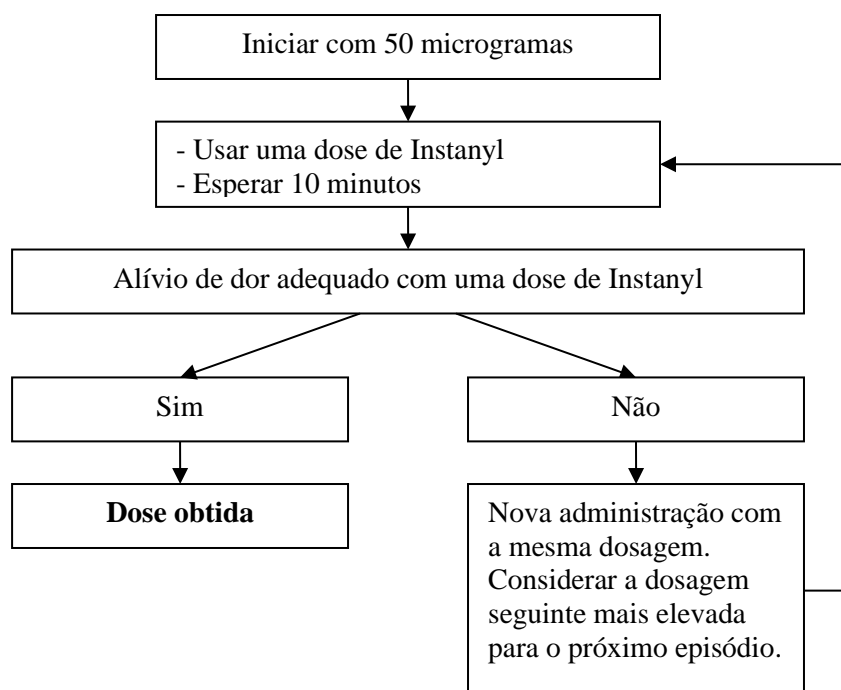 Iniciar com 50 microgramas
- Usar uma dose de Instanyl
- Esperar 10 minutos
Alívio de dor adequado com uma dose de Instanyl
Sim
Não
Dose obtida
Nova administração com
a mesma dosagem.
Considerar a dosagem
seguinte mais elevada
para o próximo episódio.